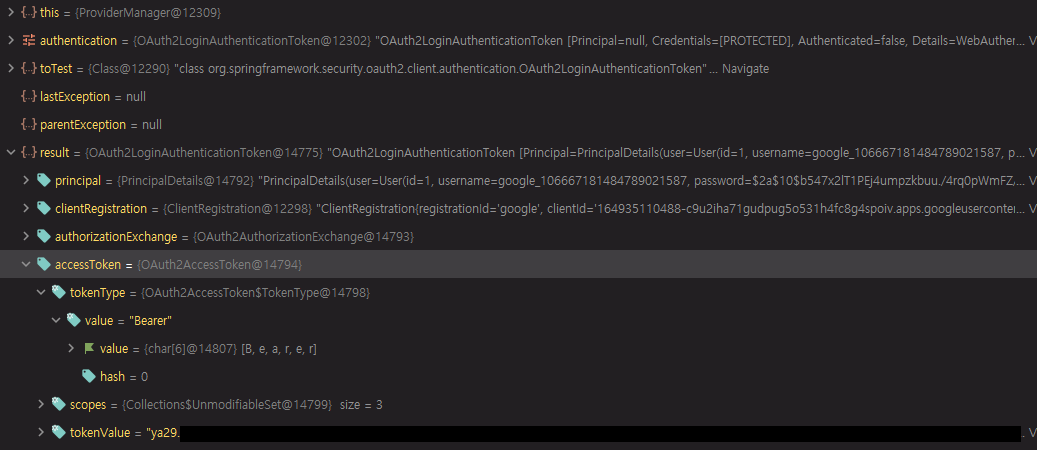 this = {ProviderManager@12309}
authentication = {OAuth2LoginAuthenticationToken@12302} "OAuth2LoginAuthenticationToken [Principal=null, Credentials=[PROTECTED], Authenticated=false, Details=WebAuthen... V
toTest = {Class@12290} "class org.springframework.security.oauth2.client.authentication.OAuth2LoginAuthenticationToken"... Navigate
lastException = null
parentException = null
result = {OAuth2LoginAuthenticationToken@14775} "OAuth2LoginAuthenticationToken [Principal=PrincipalDetails(user=User(id=1, username=google_106667181484789021587, p... V
principal = {PrincipalDetails@14792} "PrincipalDetails(user=User(id=1, username=google_106667181484789021587, password=$2a$10$b547x2lT1PEj4umpzkbuu./4rq0pWmFZ... V
clientRegistration = {ClientRegistration@12298} "ClientRegistration{registrationId='google', clientId='164935110488-c9u2iha71gudpug5o531h4fc8g4spoiv.apps.googleuserconter... V
authorizationExchange = {OAuth2AuthorizationExchange@14793}
accessToken = {OAuth2AccessToken@14794}
tokenType = {OAuth2AccessToken$TokenType@14798}
value = "Bearer"
value = {char[6]@14807} [B, e, a, r, e, r]
hash = 0
scopes = {Collections$UnmodifiableSet@14799} size = 3
tokenValue = "ya29. . V